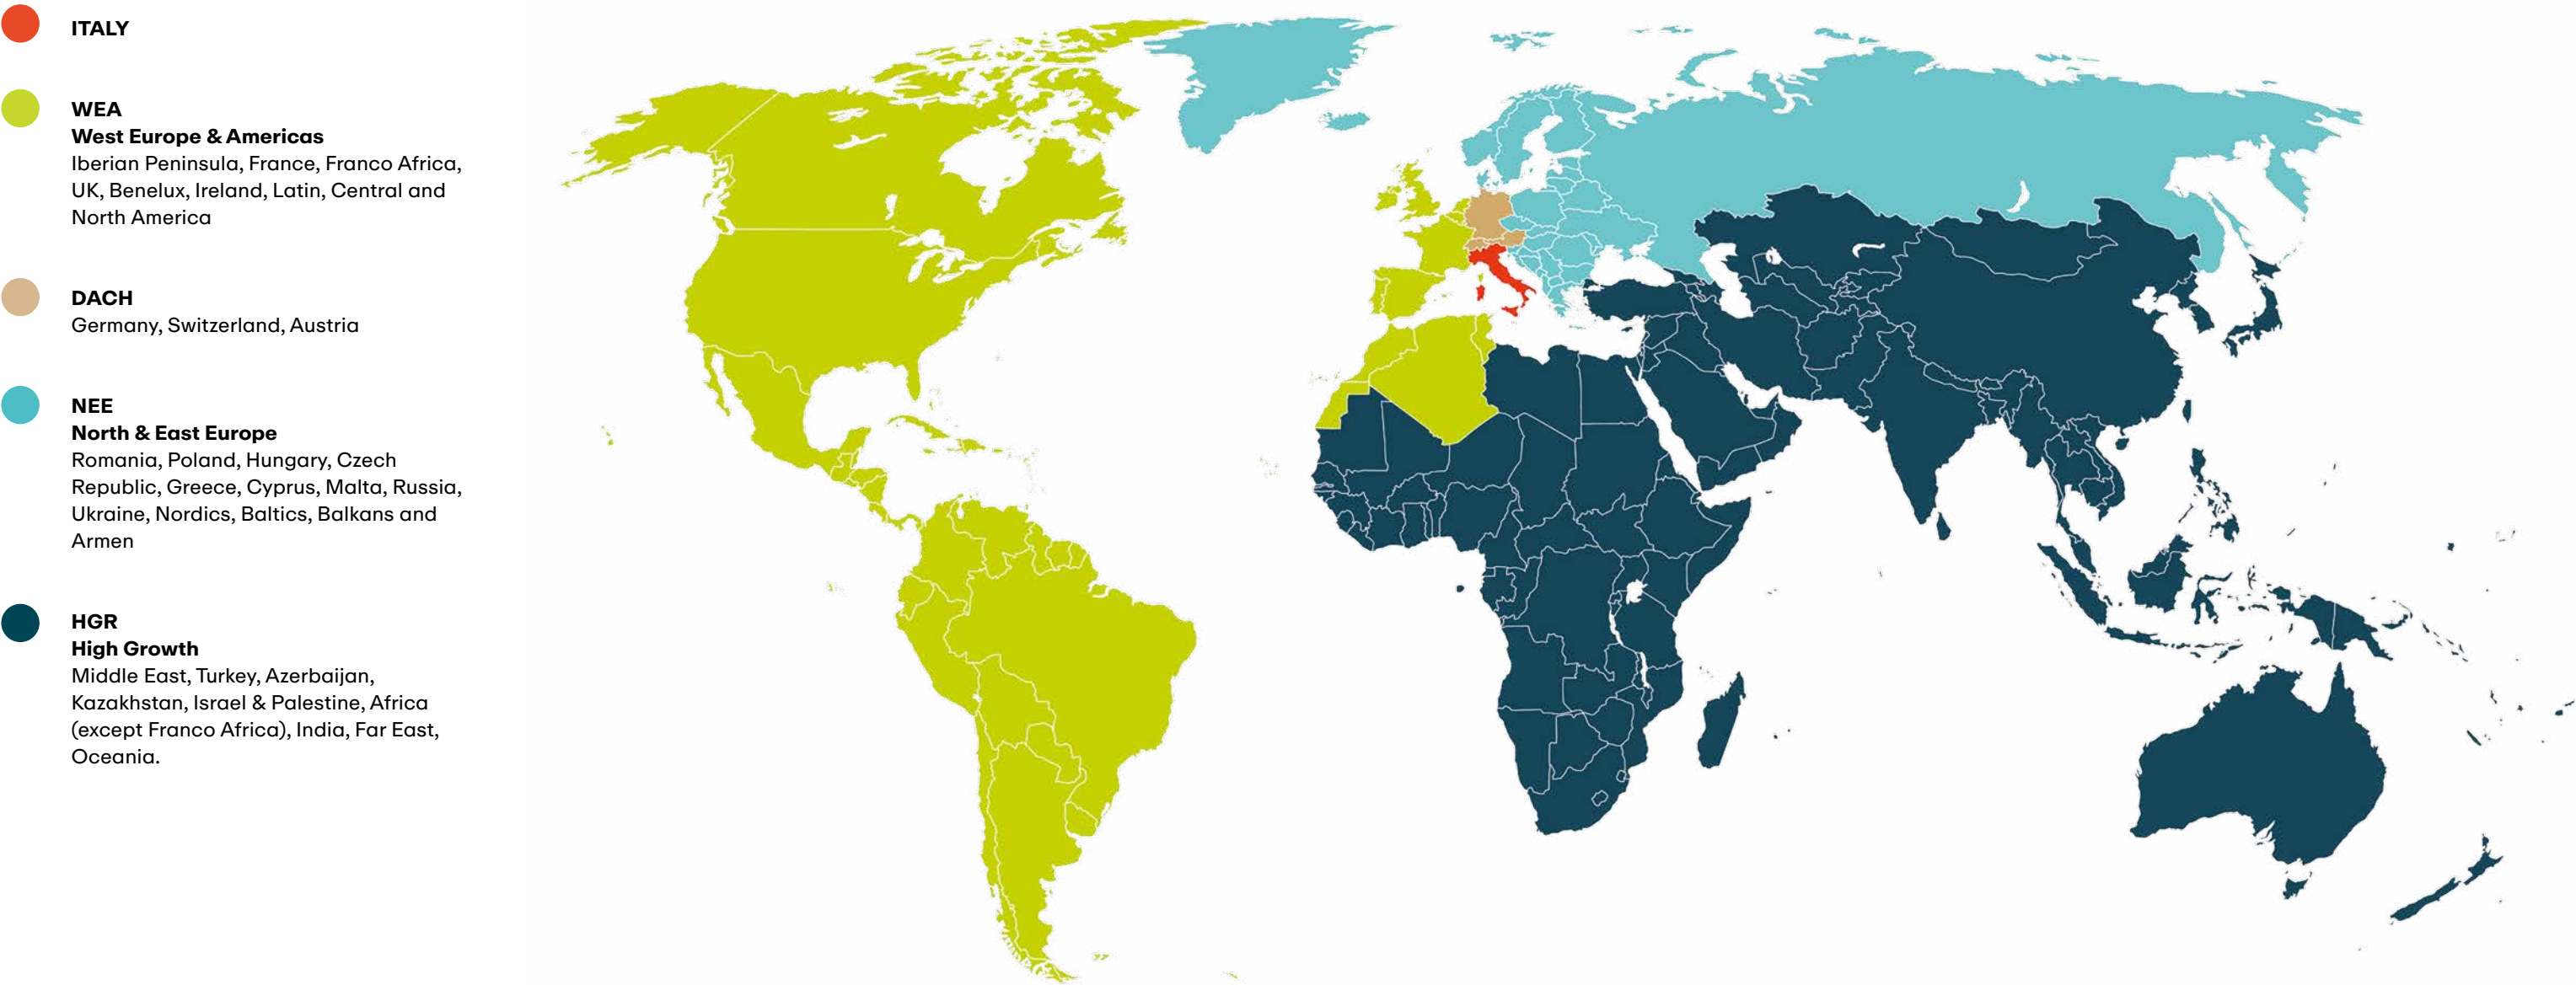 ITALY
WEA
West Europe & Americas
Iberian Peninsula, France, Franco Africa,
UK, Benelux, Ireland, Latin, Central and
North America
DACH
Germany, Switzerland, Austria
NEE
North & East Europe
Romania, Poland, Hungary, Czech
Republic, Greece, Cyprus, Malta, Russia,
Ukraine, Nordics, Baltics, Balkans and
Armen
HGR
High Growth
Middle East, Turkey, Azerbaijan,
Kazakhstan, Israel & Palestine, Africa
(except Franco Africa), India, Far East,
Oceania.